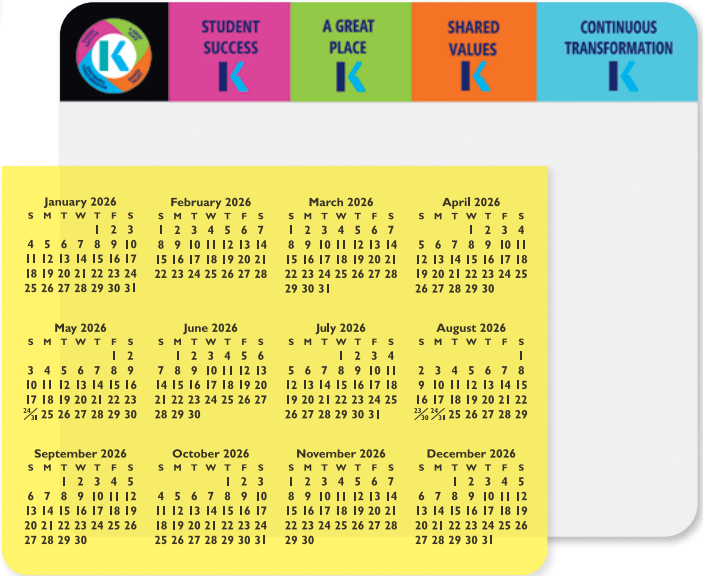 K
STUDENT
SUCCESS
K
A GREAT
PLACE
K
SHARED
VALUES
K
CONTINUOUS
TRANSFORMATION
K
January 2026
S M T W T F S
1 2 3
4 5 6 7 8 9 10
11 12 13 14 15 16 17
18 19 20 21 22 23 24
25 26 27 28 29 30 31
February 2026
S M T W T F S
1 2 3 4 5 6 7
8 9 10 11 12 13 14
15 16 17 18 19 20 21
22 23 24 25 26 27 28
March 2026
S M T W T F S
1 2 3 4 5 6 7
8 9 10 11 12 13 14
15 16 17 18 19 20 21
22 23 24 25 26 27 28
29 30 31
April 2026
S M T W T F S
1 2 3 4
5 6 7 8 9 10 11
12 13 14 15 16 17 18
19 20 21 22 23 24 25
26 27 28 29 30
May 2026
S M T W T F S
1 2
3 4 5 6 7 8 9
10 11 12 13 14 15 16
17 18 19 20 21 22 23
24/31 25 26 27 28 29 30
June 2026
S M T W T F S
1 2 3 4 5 6
7 8 9 10 11 12 13
14 15 16 17 18 19 20
21 22 23 24 25 26 27
28 29 30
July 2026
S M T W T F S
1 2 3 4
5 6 7 8 9 10 11
12 13 14 15 16 17 18
19 20 21 22 23 24 25
26 27 28 29 30 31
August 2026
S M T W T F S
1
2 3 4 5 6 7 8
9 10 11 12 13 14 15
16 17 18 19 20 21 22
23/30 24/31 25 26 27 28 29
September 2026
S M T W T F S
1 2 3 4 5
6 7 8 9 10 11 12
13 14 15 16 17 18 19
20 21 22 23 24 25 26
27 28 29 30
October 2026
S M T W T F S
1 2 3
4 5 6 7 8 9 10
11 12 13 14 15 16 17
18 19 20 21 22 23 24
25 26 27 28 29 30 31
November 2026
S M T W T F S
1 2 3 4 5 6 7
8 9 10 11 12 13 14
15 16 17 18 19 20 21
22 23 24 25 26 27 28
29 30
December 2026
S M T W T F S
1 2 3 4 5
6 7 8 9 10 11 12
13 14 15 16 17 18 19
20 21 22 23 24 25 26
27 28 29 30 31